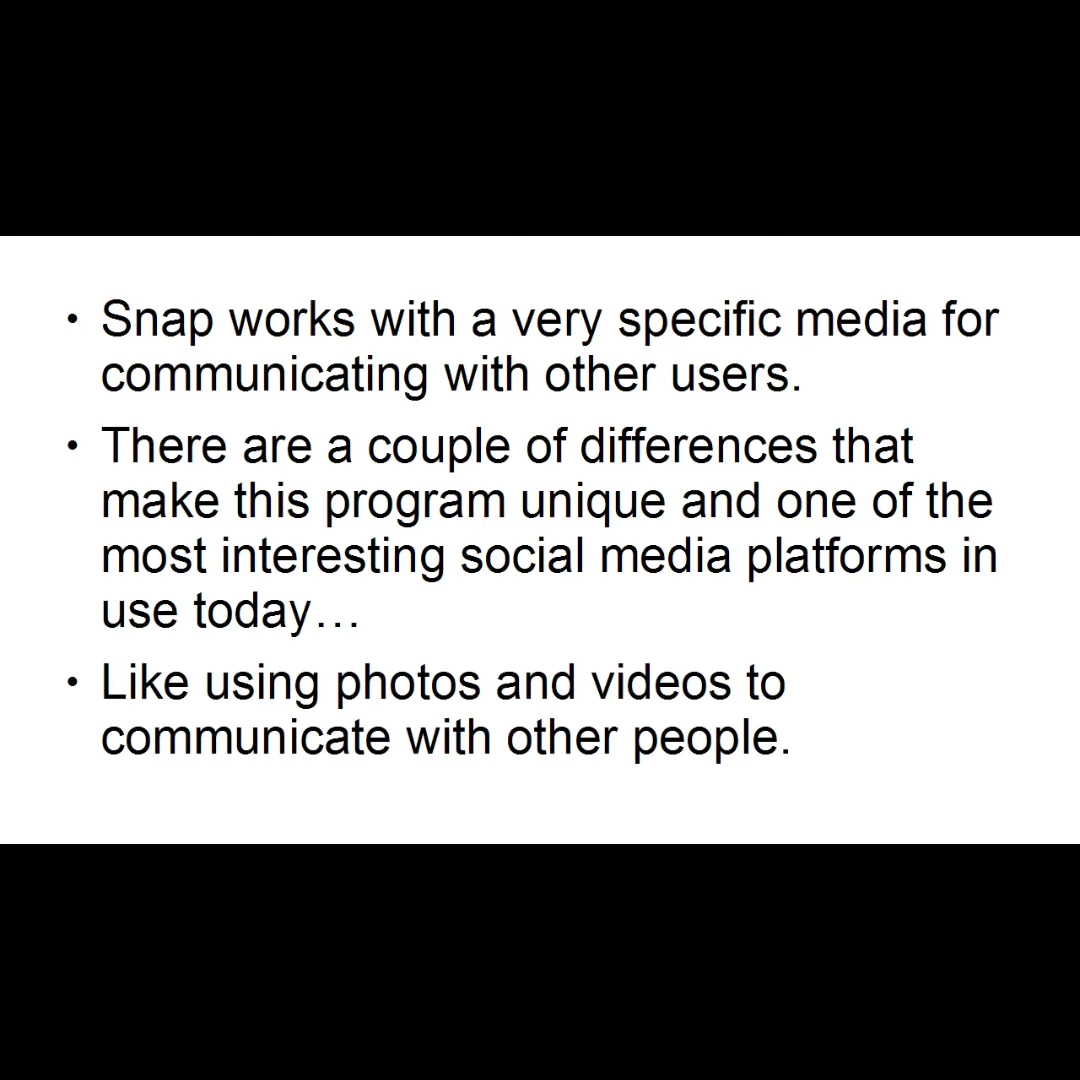 • Snap works with a very specific media for
communicating with other users.
• There are a couple of differences that
make this program unique and one of the
most interesting social media platforms in
use today…
• Like using photos and videos to
communicate with other people.